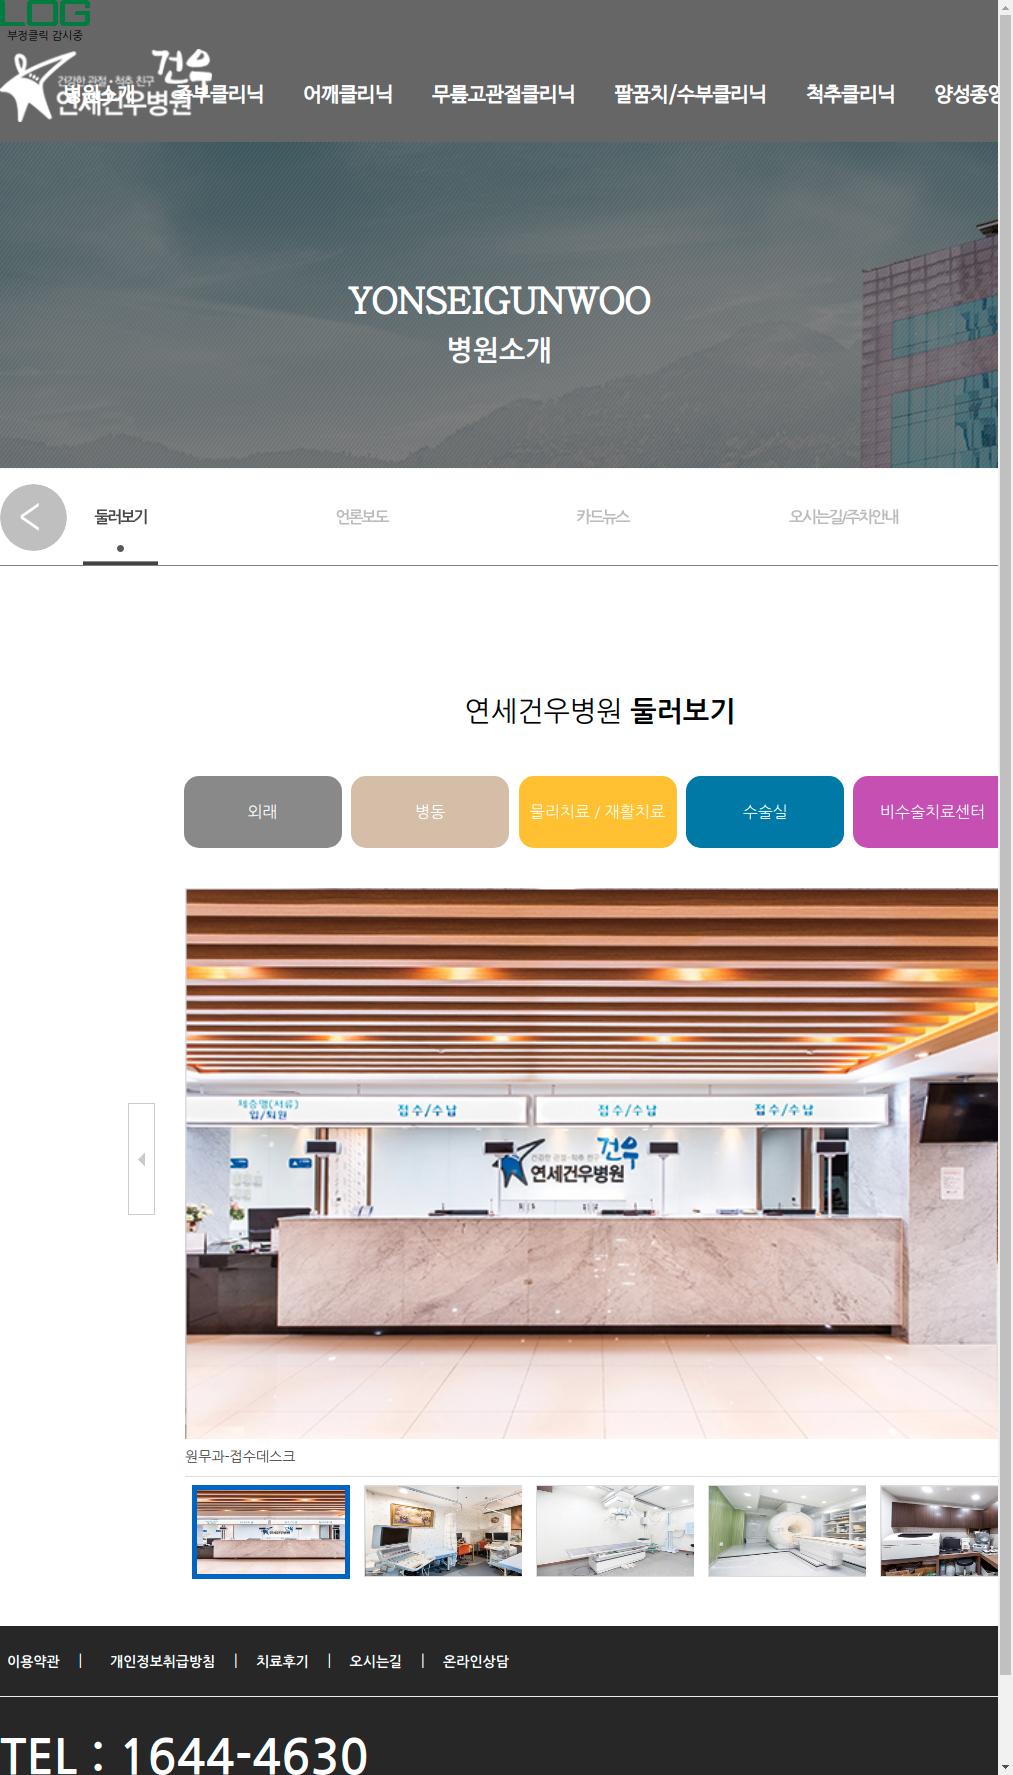 LOG
부정클릭 감시중
건강한 관절·척추 친구 건우
연세건우병원
병원소개 족부클리닉 어깨클리닉 무릎고관절클리닉 팔꿈치/수부클리닉 척추클리닉 양성종양
YONSEIGUNWOO
병원소개
둘러보기 언론보도 카드뉴스 오시는길/주차안내
연세건우병원 둘러보기
외래 병동 물리치료 / 재활치료 수술실 비수술치료센터
제증명(서류)
입/퇴원 접수/수납 접수/수납 접수/수납
건강한 관절·척추 친구 건우
연세건우병원
원무과-접수데스크
이용약관 | 개인정보취급방침 | 치료후기 | 오시는길 | 온라인상담
TEL : 1644-4630